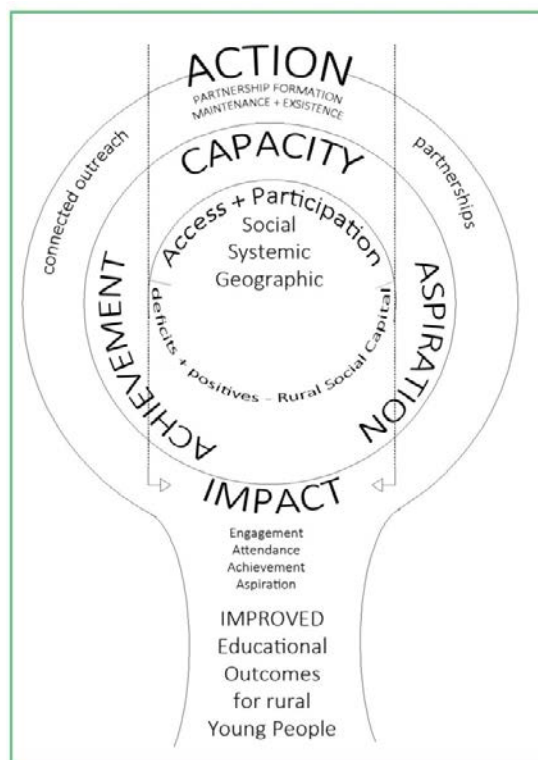 ACTION
PARTNERSHIP FORMATION
MAINTENANCE + EXSISTENCE
connected outreach
partnerships
CAPACITY
Access + Participation
Social
Systemic
Geographic
ACHIEVEMENT
ASPIRATION
deficits + positives - Rural Social Capital
IMPACT
Engagement
Attendance
Achievement
Aspiration
IMPROVED
Educational
Outcomes
for rural
Young People